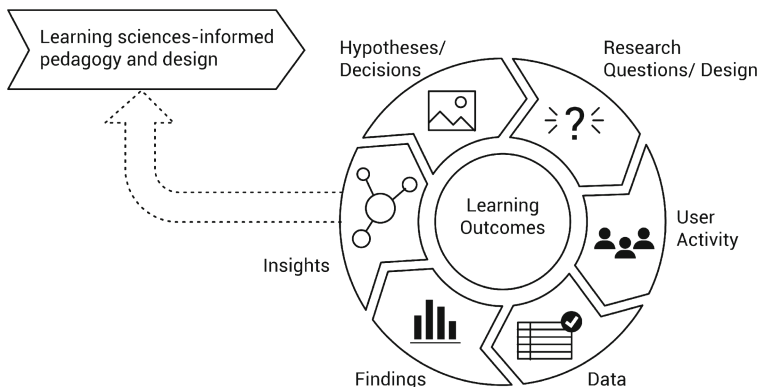 Learning sciences-informed
pedagogy and design
Hypotheses/
Decisions
Research
Questions/ Design
?
User
Activity
Learning
Outcomes
Insights
Findings
Data